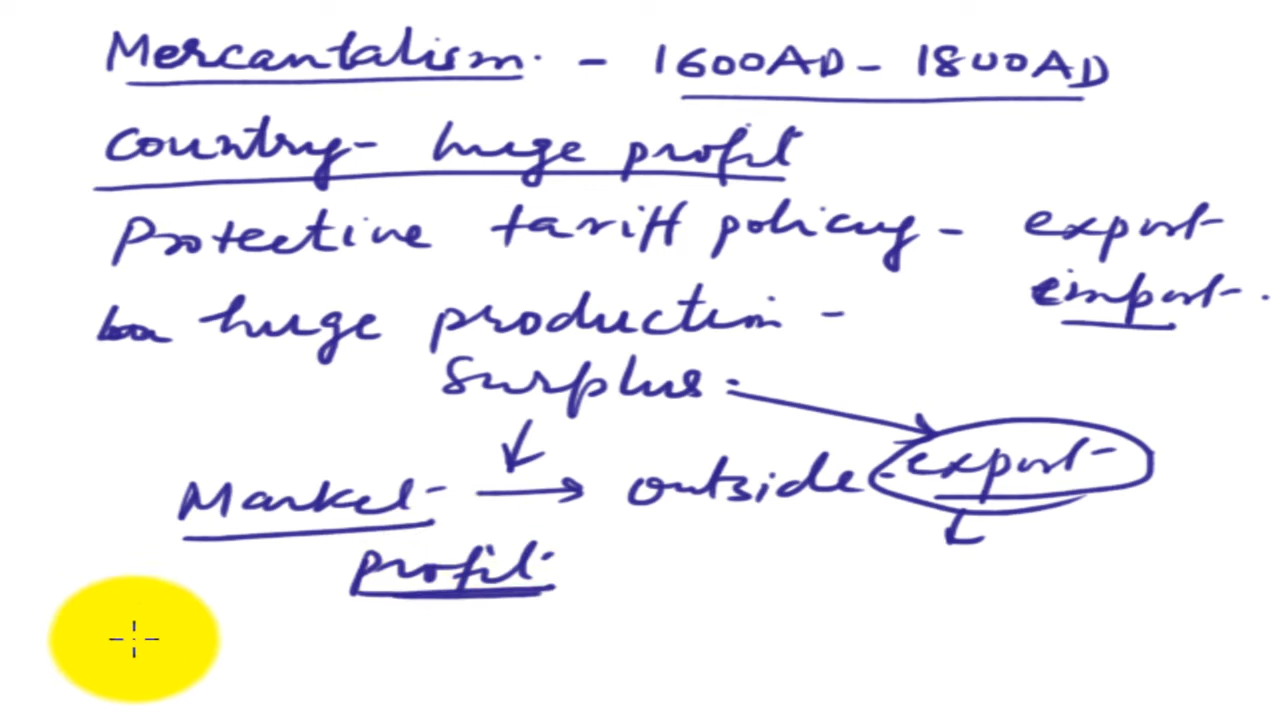 Mercantalism - 1600AD - 1800AD
Country - huge profit
Protective tariff policy - export
import.
huge production -
Surplus -
Market - → outside - export -
profit